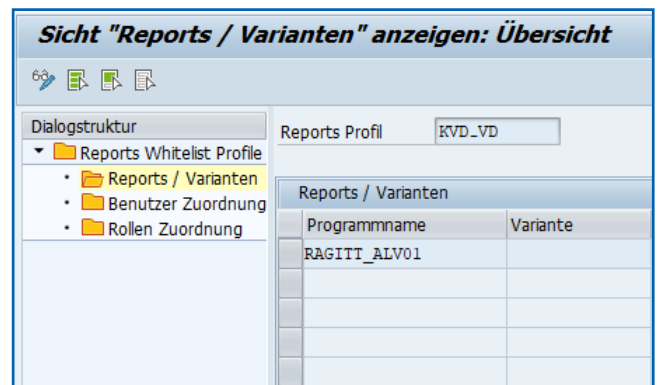 Sicht "Reports / Varianten" anzeigen: Übersicht
Dialogstruktur
Reports Whitelist Profile
Reports / Varianten
Benutzer Zuordnung
Rollen Zuordnung
Reports Profil KVD_VD
Reports / Varianten
Programmname Variante
RAGITT_ALV01